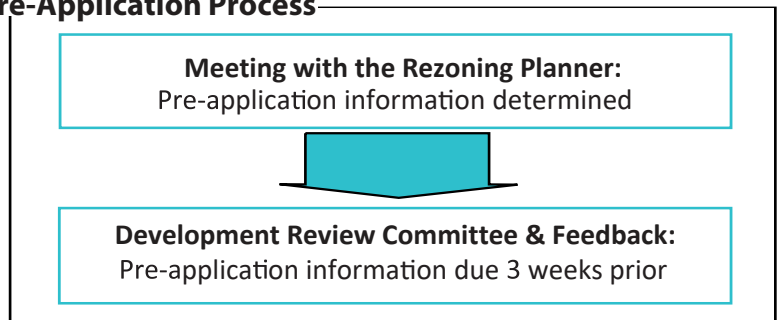 re-Application Process
Meeting with the Rezoning Planner:
Pre-application information determined
Development Review Committee & Feedback:
Pre-application information due 3 weeks prior